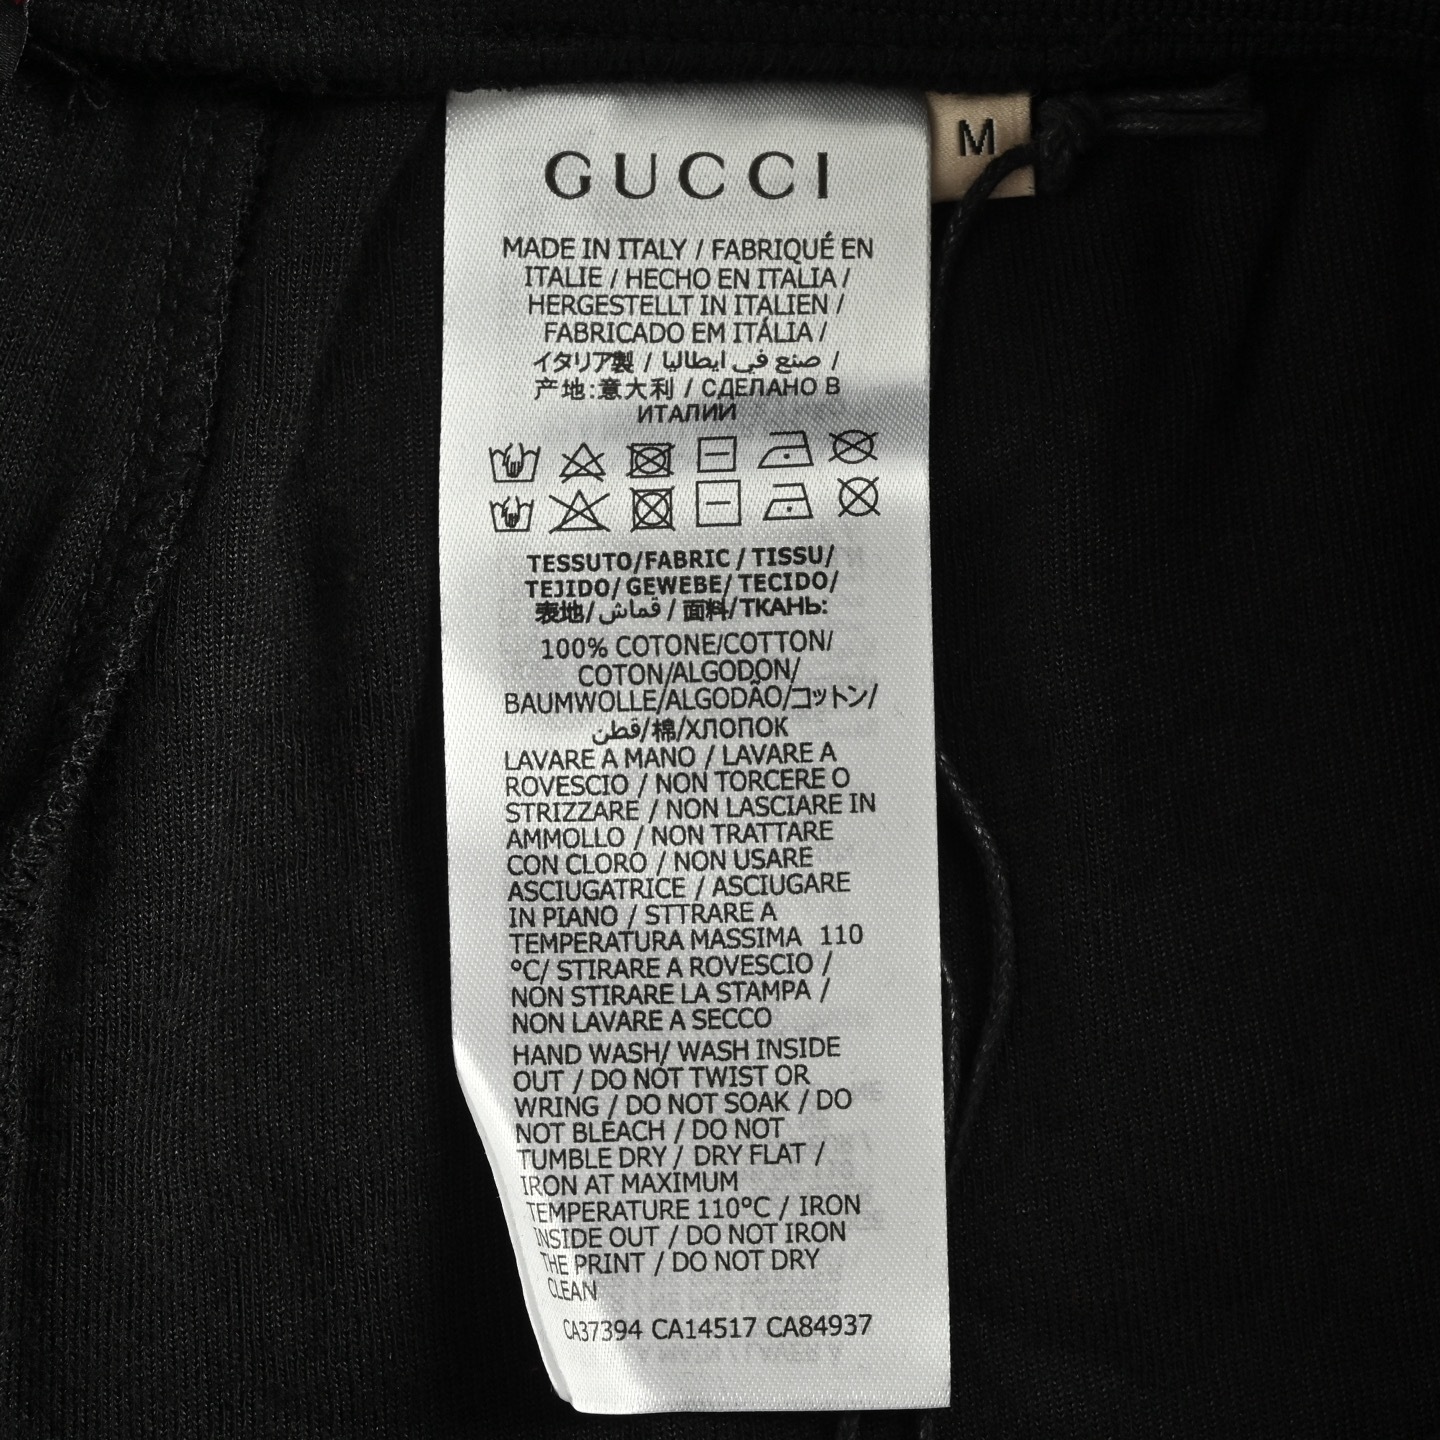 GUCCI
M
MADE IN ITALY / FABRIQUÉ EN
ITALIE / HECHO EN ITALIA /
HERGESTELLT IN ITALIEN /
FABRICADO EM ITÁLIA /
イタリア製 / صنع في ايطاليا /
产地:意大利 / СДЕЛАНО В
ИТАЛИИ
TESSUTO/FABRIC / TISSU/
TEJIDO/ GEWEBE/ TECIDO/
表地/ قماش / 面料/ТКАНЬ:
100% COTONE/COTTON/
COTON/ALGODON/
BAUMWOLLE/ALGODÃO/コットン/
قطن/棉/ХЛОПОК
LAVARE A MANO / LAVARE A
ROVESCIO / NON TORCERE O
STRIZZARE / NON LASCIARE IN
AMMOLLO / NON TRATTARE
CON CLORO / NON USARE
ASCIUGATRICE / ASCIUGARE
IN PIANO / STTRARE A
TEMPERATURA MASSIMA 110
°C/ STIRARE A ROVESCIO /
NON STIRARE LA STAMPA /
NON LAVARE A SECCO
HAND WASH/ WASH INSIDE
OUT / DO NOT TWIST OR
WRING / DO NOT SOAK / DO
NOT BLEACH / DO NOT
TUMBLE DRY / DRY FLAT /
IRON AT MAXIMUM
TEMPERATURE 110°C / IRON
INSIDE OUT / DO NOT IRON
THE PRINT / DO NOT DRY
CLEAN
CA37394 CA14517 CA84937